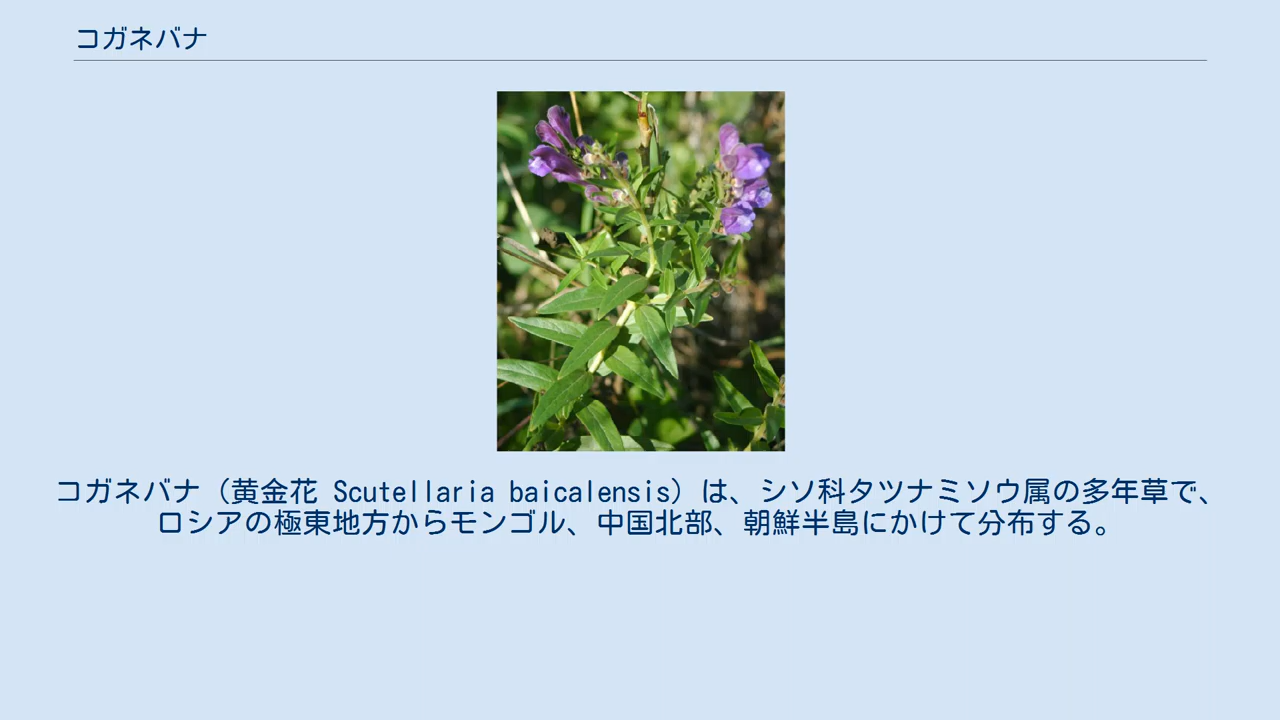 コガネバナ
コガネバナ（黄金花 Scutellaria baicalensis）は、シソ科タツナミソウ属の多年草で、
ロシアの極東地方からモンゴル、中国北部、朝鮮半島にかけて分布する。